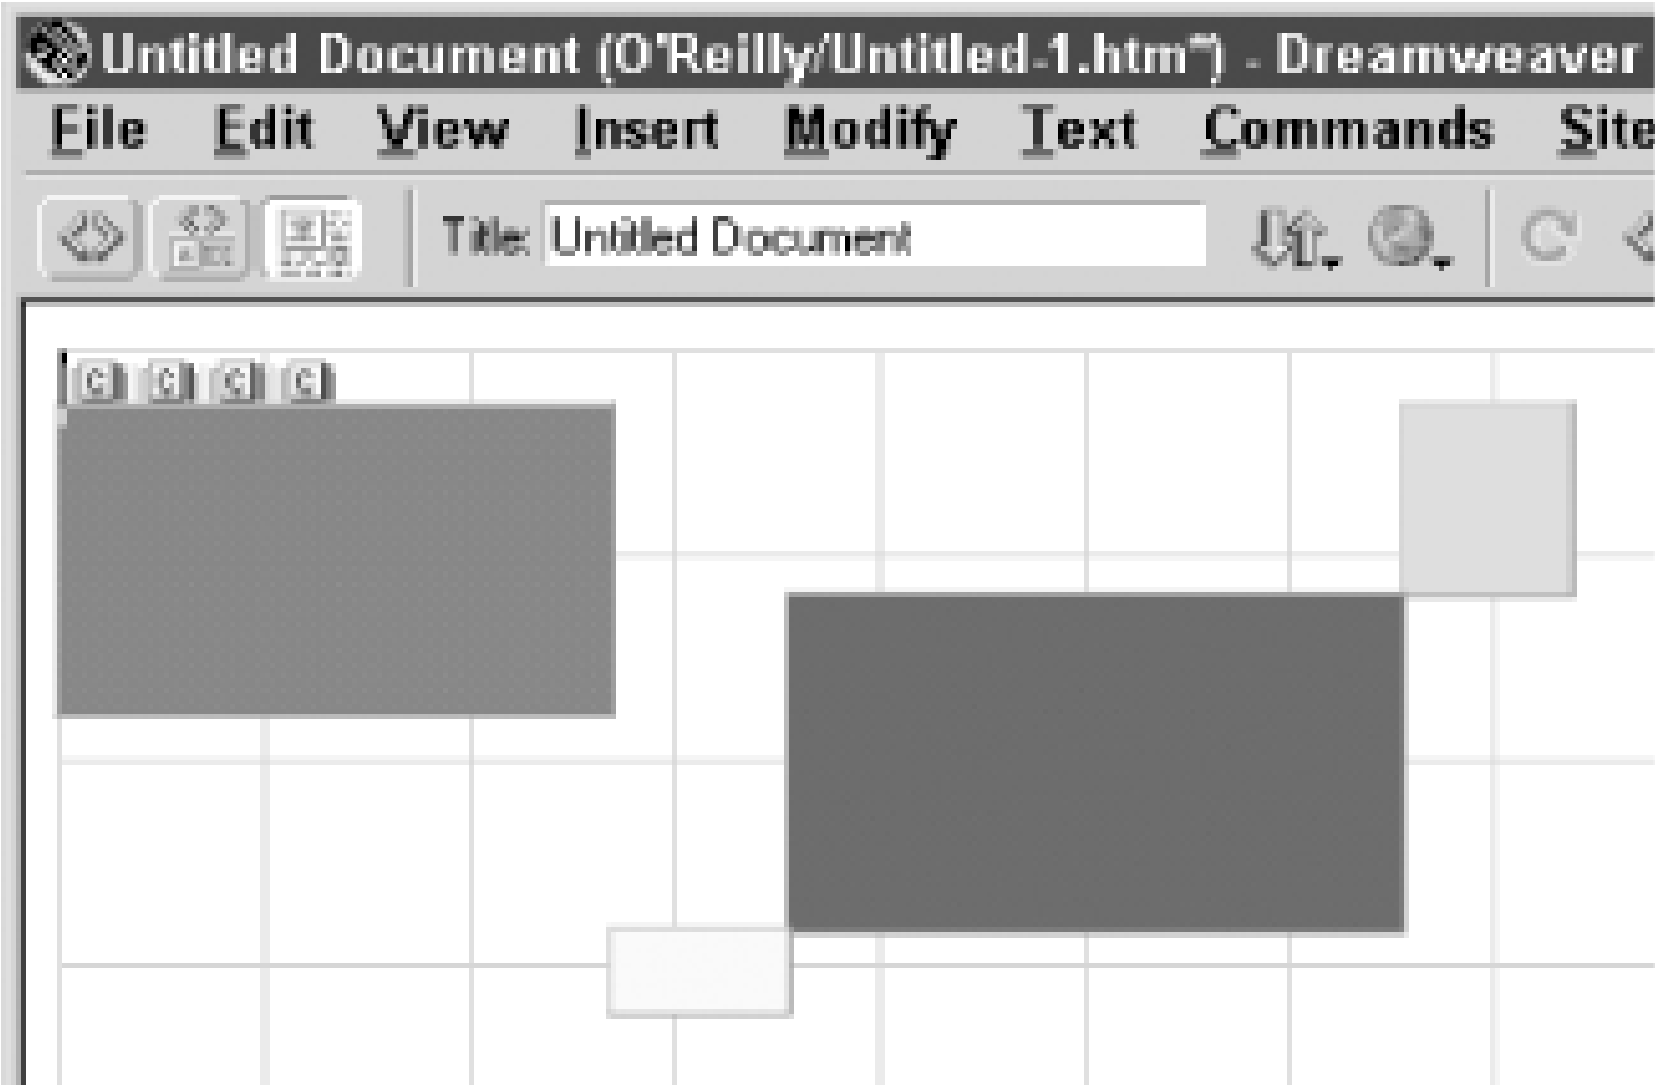 Untitled Document (O'Reilly/Untitled-1.htm*) - Dreamweaver
File Edit View Insert Modify Text Commands Site
Title: Untitled Document
C C C C